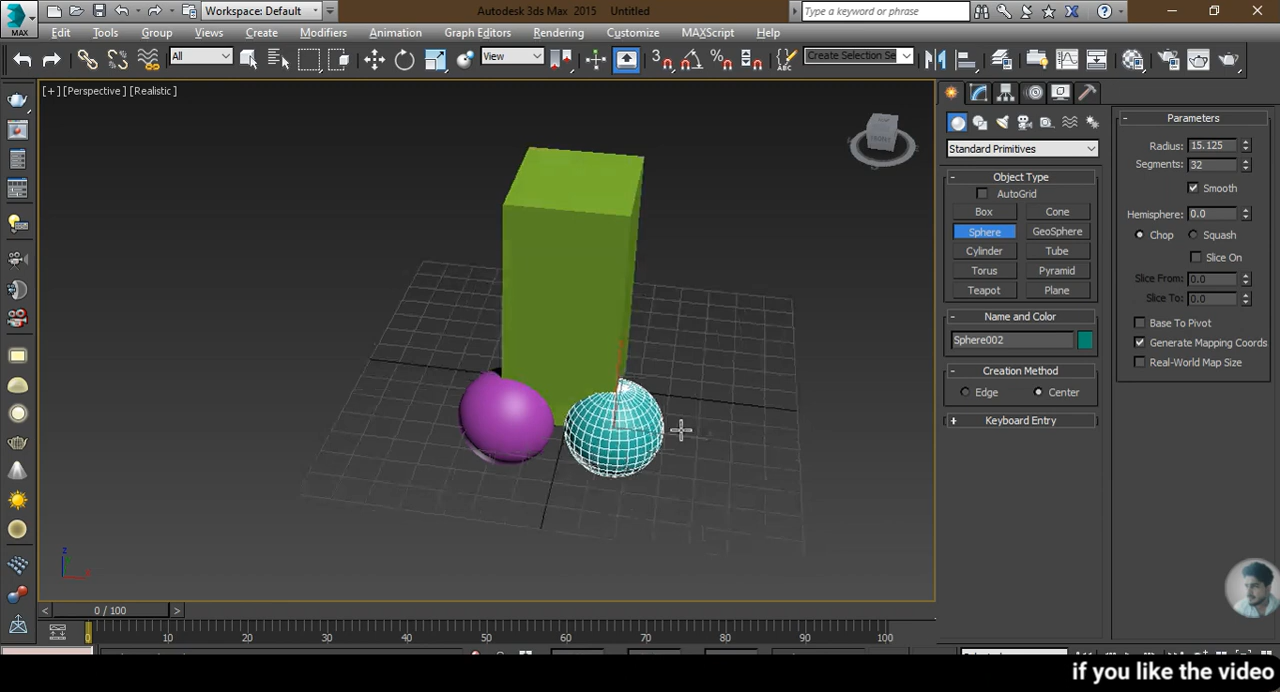 Workspace: Default
Autodesk 3ds Max 2015 Untitled
Type a keyword or phrase
MAX
Edit Tools Group Views Create Modifiers Animation Graph Editors Rendering Customize MAXScript Help
All
View
Create Selection Se
[+] [Perspective] [Realistic]
Standard Primitives
Object Type
AutoGrid
Box Cone
Sphere GeoSphere
Cylinder Tube
Torus Pyramid
Teapot Plane
Name and Color
Sphere002
Creation Method
Edge Center
Keyboard Entry
Parameters
Radius: 15.125
Segments: 32
Smooth
Hemisphere: 0.0
Chop Squash
Slice On
Slice From: 0.0
Slice To: 0.0
Base To Pivot
Generate Mapping Coords
Real-World Map Size
z
0 / 100
0 10 20 30 40 50 60 70 80 90 100
if you like the video